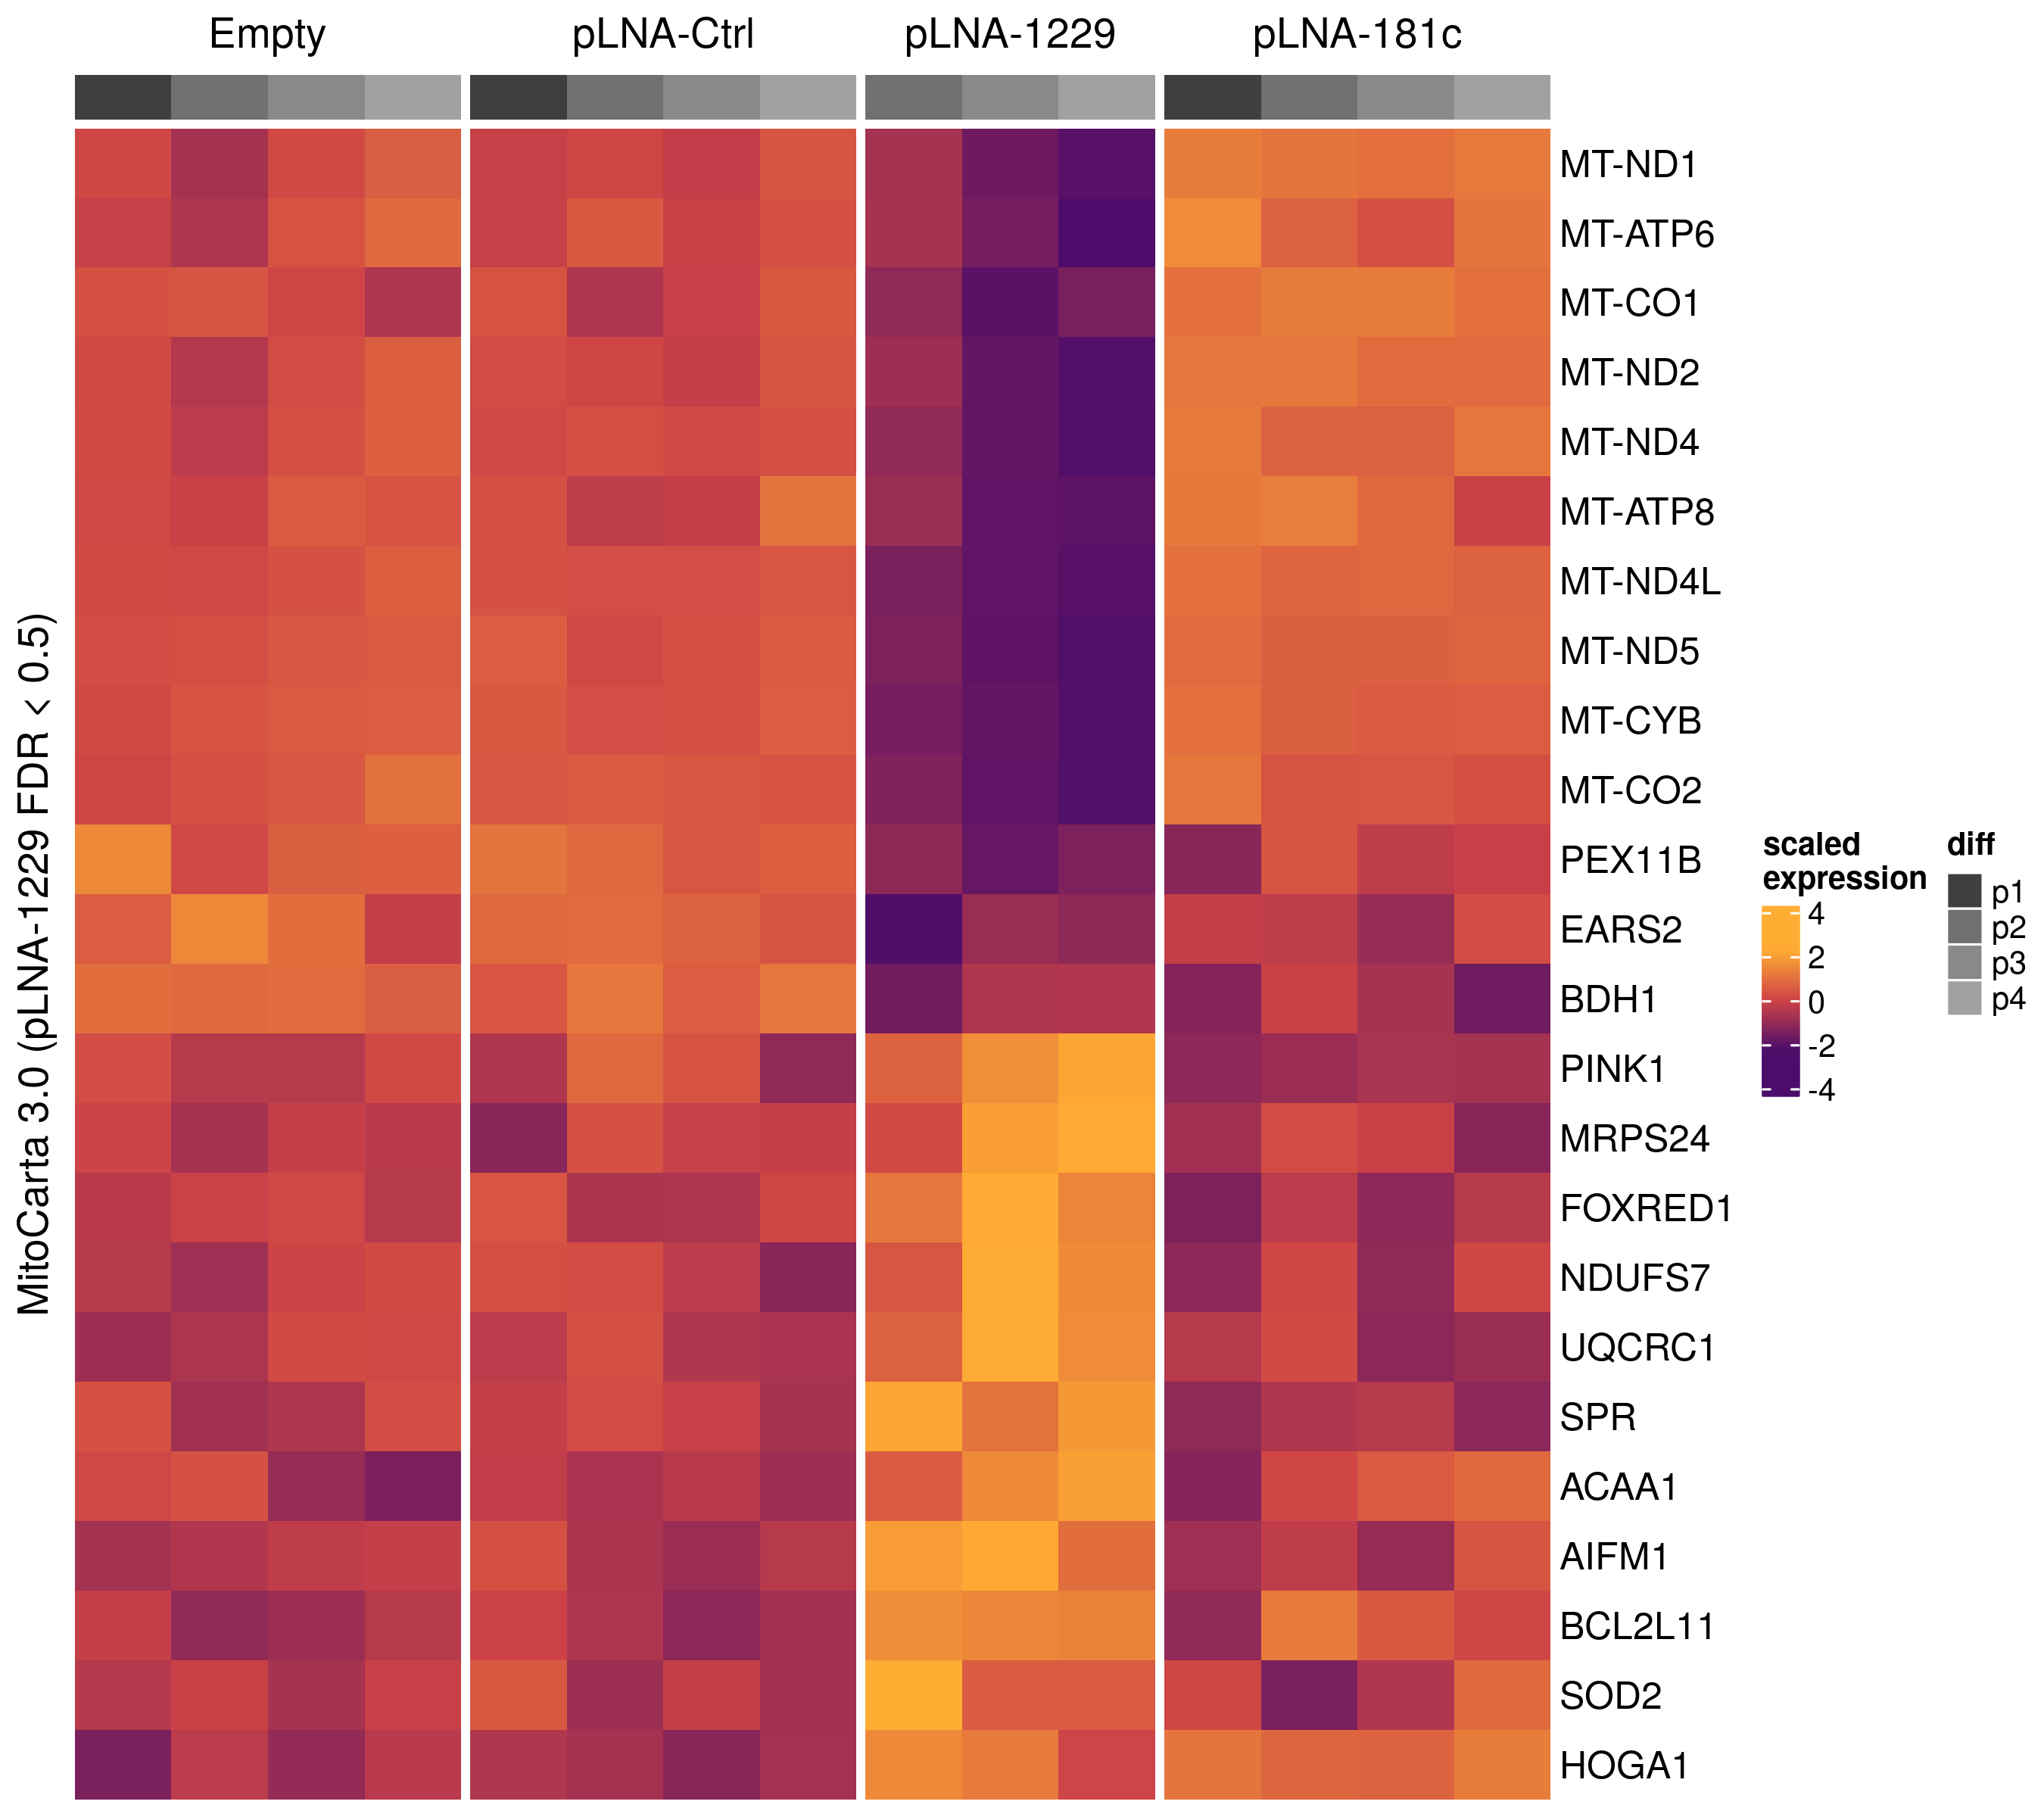 Empty
pLNA-Ctrl
pLNA-1229
pLNA-181c
MitoCarta 3.0 (pLNA-1229 FDR < 0.5)
MT-ND1
MT-ATP6
MT-CO1
MT-ND2
MT-ND4
MT-ATP8
MT-ND4L
MT-ND5
MT-CYB
MT-CO2
PEX11B
EARS2
BDH1
PINK1
MRPS24
FOXRED1
NDUFS7
UQCRC1
SPR
ACAA1
AIFM1
BCL2L11
SOD2
HOGA1
scaled
expression
4
2
0
-2
-4
diff
p1
p2
p3
p4